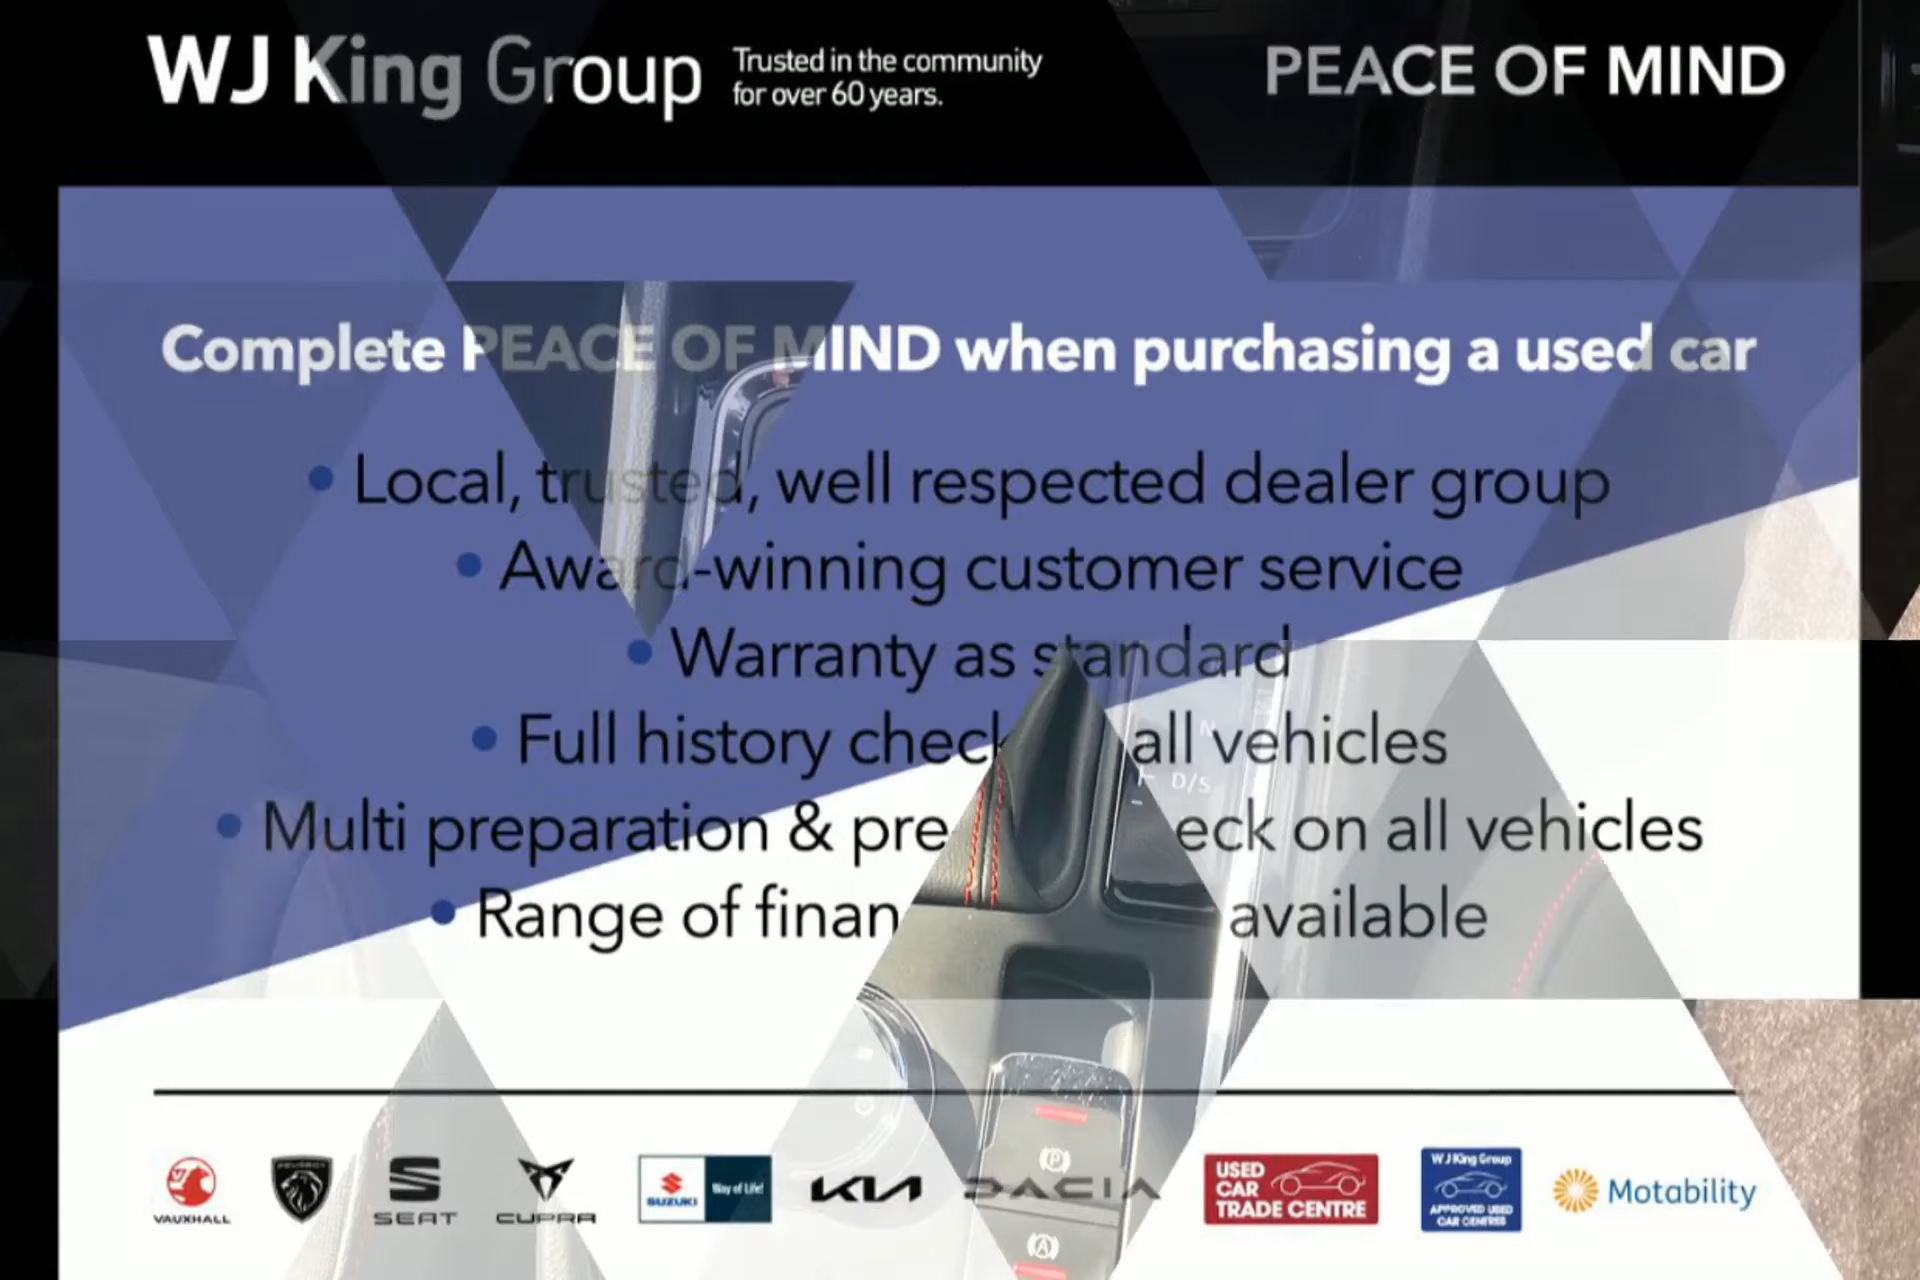 WJ King Group
Trusted in the community
for over 60 years.
PEACE OF MIND
Complete PEACE OF MIND when purchasing a used car
• Local, trusted, well respected dealer group
• Award-winning customer service
• Warranty as standard
• Full history check all vehicles
• Multi preparation & pre eck on all vehicles
• Range of finan available
N
+ D/S
-
P
A
VAUXHALL
PEUGEOT
SEAT
CUPRA
SUZUKI
Way of Life!
KIA
DACIA
USED
CAR
TRADE CENTRE
WJ King Group
APPROVED USED
CAR CENTRES
Motability